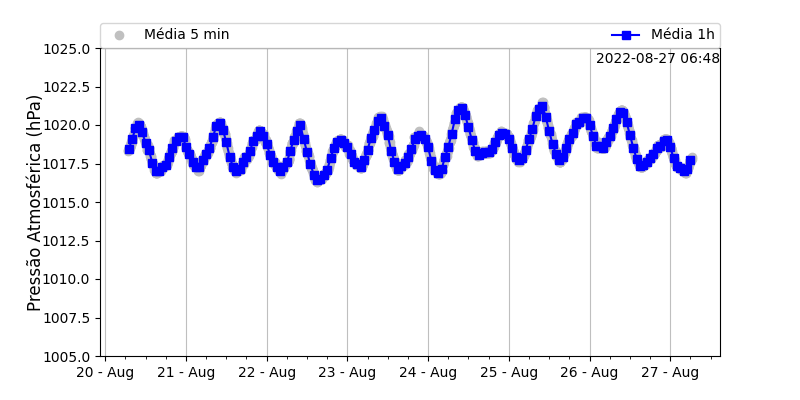 Média 5 min
Média 1h
2022-08-27 06:48
Pressão Atmosférica (hPa)
1025.0
1022.5
1020.0
1017.5
1015.0
1012.5
1010.0
1007.5
1005.0
20 - Aug
21 - Aug
22 - Aug
23 - Aug
24 - Aug
25 - Aug
26 - Aug
27 - Aug